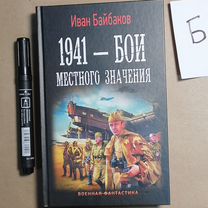 Иван Байбаков
1941 – БОИ
МЕСТНОГО ЗНАЧЕНИЯ
ВОЕННАЯ ФАНТАСТИКА
Б